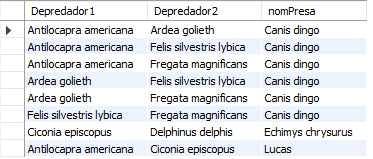 Depredador1 Depredador2 nomPresa
Antilocapra americana Ardea golieth Canis dingo
Antilocapra americana Felis silvestris lybica Canis dingo
Antilocapra americana Fregata magnificans Canis dingo
Ardea golieth Felis silvestris lybica Canis dingo
Ardea golieth Fregata magnificans Canis dingo
Felis silvestris lybica Fregata magnificans Canis dingo
Ciconia episcopus Delphinus delphis Echimys chrysurus
Antilocapra americana Ciconia episcopus Lucas